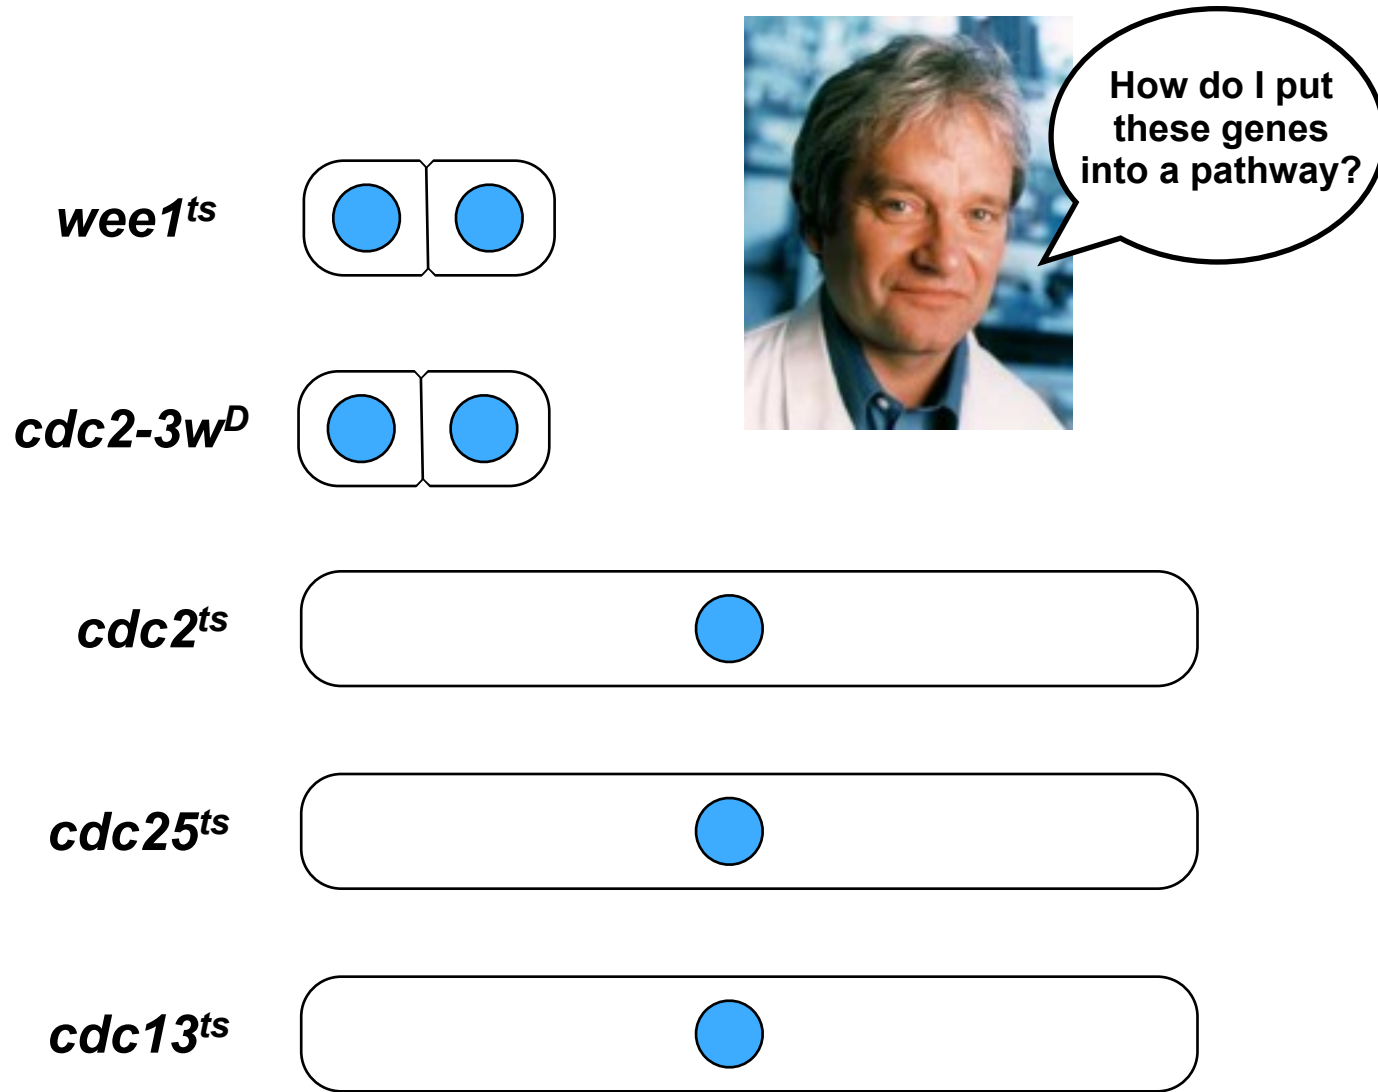 How do I put
these genes
into a pathway?
wee1ts
cdc2-3wD
cdc2ts
cdc25ts
cdc13ts